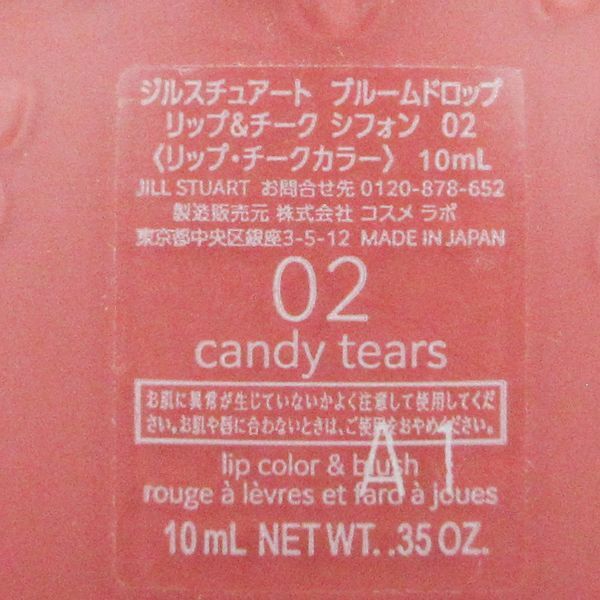 ジルスチュアート ブルームドロップ
リップ&チーク シフォン 02
〈リップ・チークカラー〉 10mL
JILL STUART お問合せ先 0120-878-652
製造販売元 株式会社 コスメ ラボ
東京都中央区銀座3-5-12 MADE IN JAPAN
02
candy tears
お肌に異常が生じていないかよく注意して使用してくだ
さい。お肌や唇に合わないときは、ご使用をおやめください。
lip color & blush
A1
rouge à lèvres et fard à joues
10 mL NET WT. .35 OZ.